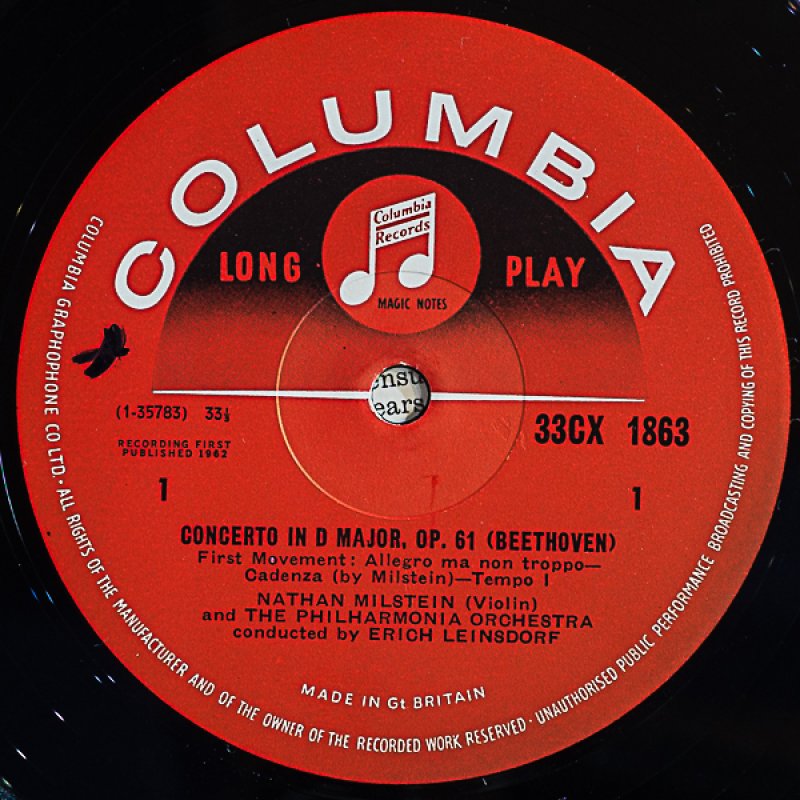 COLUMBIA
Columbia
Records
LONG PLAY
MAGIC NOTES
ensu
ears
(1-35783) 33⅓
33CX 1863
RECORDING FIRST
PUBLISHED 1962
1 1
CONCERTO IN D MAJOR, OP. 61 (BEETHOVEN)
First Movement: Allegro ma non troppo—
Cadenza (by Milstein)—Tempo I
NATHAN MILSTEIN (Violin)
and THE PHILHARMONIA ORCHESTRA
conducted by ERICH LEINSDORF
MADE IN Gt BRITAIN
COLUMBIA GRAPHOPHONE CO LTD. · ALL RIGHTS OF THE MANUFACTURER AND OF THE OWNER OF THE RECORDED WORK RESERVED · UNAUTHORISED PUBLIC PERFORMANCE BROADCASTING AND COPYING OF THIS RECORD PROHIBITED